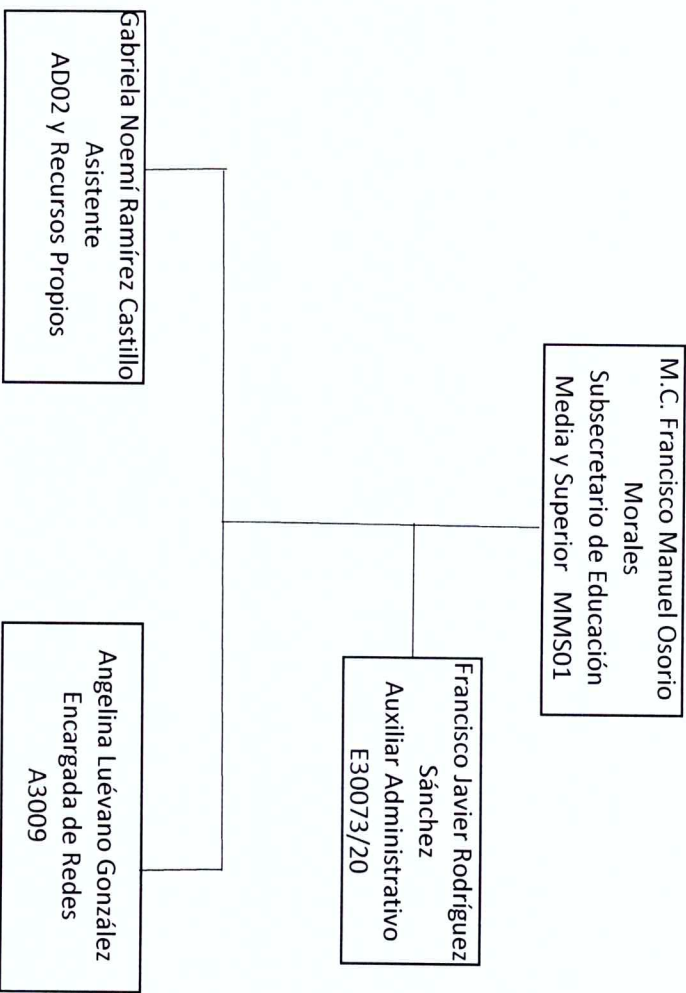 M.C. Francisco Manuel Osorio
Morales
Subsecretario de Educación
Media y Superior MMS01
Francisco Javier Rodríguez
Sánchez
Auxiliar Administrativo
E30073/20
Gabriela Noemí Ramírez Castillo
Asistente
AD02 y Recursos Propios
Angelina Luévano González
Encargada de Redes
A3009